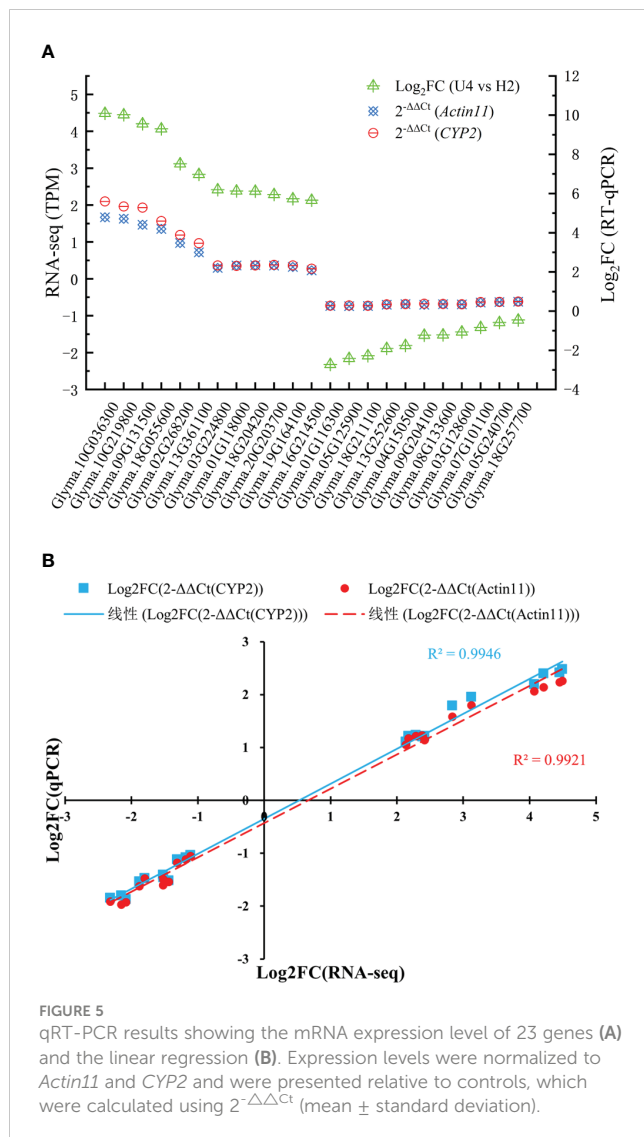 A
Log₂FC (U4 vs H2)
2^-ΔΔCt (Actin11)
2^-ΔΔCt (CYP2)
RNA-seq (TPM)
5
4
3
2
1
0
−1
−2
−3
Log₂FC (RT-qPCR)
12
10
8
6
4
2
0
−2
−4
Glyma.10G036300
Glyma.10G219800
Glyma.09G131500
Glyma.18G055600
Glyma.02G268200
Glyma.13G361100
Glyma.03G224800
Glyma.01G118000
Glyma.18G204200
Glyma.20G203700
Glyma.19G164100
Glyma.16G214500
Glyma.01G116300
Glyma.05G125900
Glyma.18G211100
Glyma.13G252600
Glyma.04G150500
Glyma.09G204100
Glyma.08G133600
Glyma.03G128600
Glyma.07G101100
Glyma.05G240700
Glyma.18G257700
B
Log2FC(2-ΔΔCt(CYP2))
Log2FC(2-ΔΔCt(Actin11))
线性 (Log2FC(2-ΔΔCt(CYP2)))
线性 (Log2FC(2-ΔΔCt(Actin11)))
R² = 0.9946
R² = 0.9921
Log2FC(qPCR)
3
2
1
0
-1
-2
-3
-3
-2
-1
0
1
2
3
4
5
Log2FC(RNA-seq)
FIGURE 5
qRT-PCR results showing the mRNA expression level of 23 genes (A)
and the linear regression (B). Expression levels were normalized to
Actin11 and CYP2 and were presented relative to controls, which
were calculated using 2^-△△Ct (mean ± standard deviation).